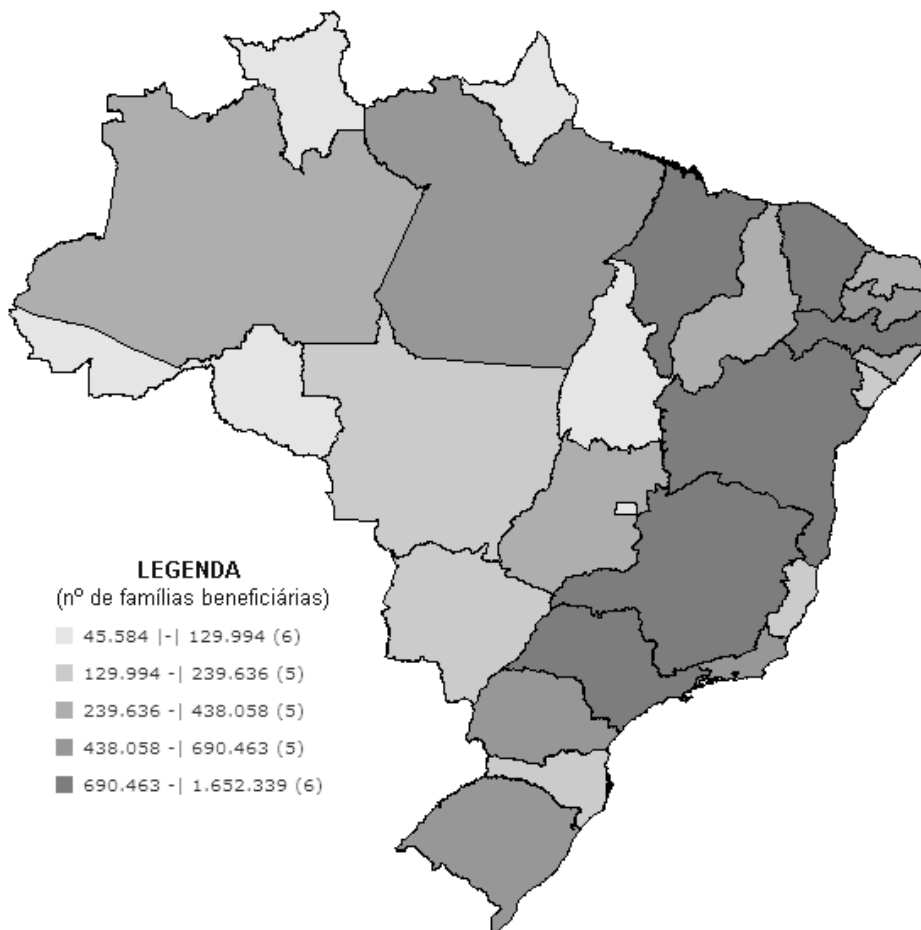 LEGENDA
(nº de famílias beneficiárias)
45.584 |-| 129.994 (6)
129.994 -| 239.636 (5)
239.636 -| 438.058 (5)
438.058 -| 690.463 (5)
690.463 -| 1.652.339 (6)